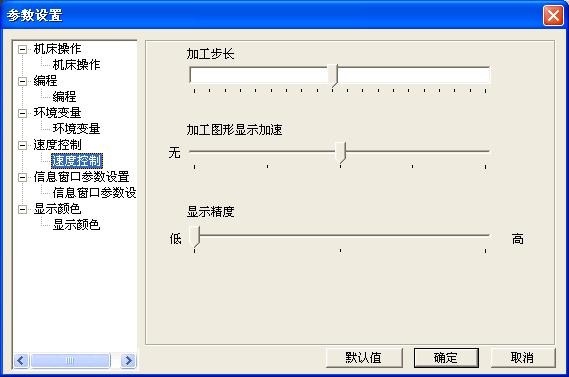 参数设置
机床操作
机床操作
编程
编程
环境变量
环境变量
速度控制
速度控制
信息窗口参数设置
信息窗口参数设
显示颜色
显示颜色
加工步长
加工图形显示加速
无
显示精度
低 高
默认值 确定 取消